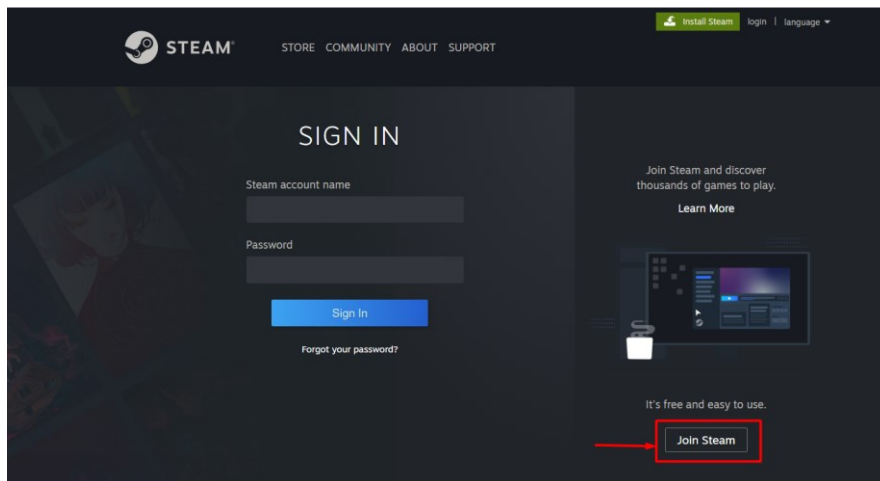 Install Steam login | language
STEAM® STORE COMMUNITY ABOUT SUPPORT
SIGN IN
Steam account name
Password
Sign In
Forgot your password?
Join Steam and discover
thousands of games to play.
Learn More
It's free and easy to use.
Join Steam